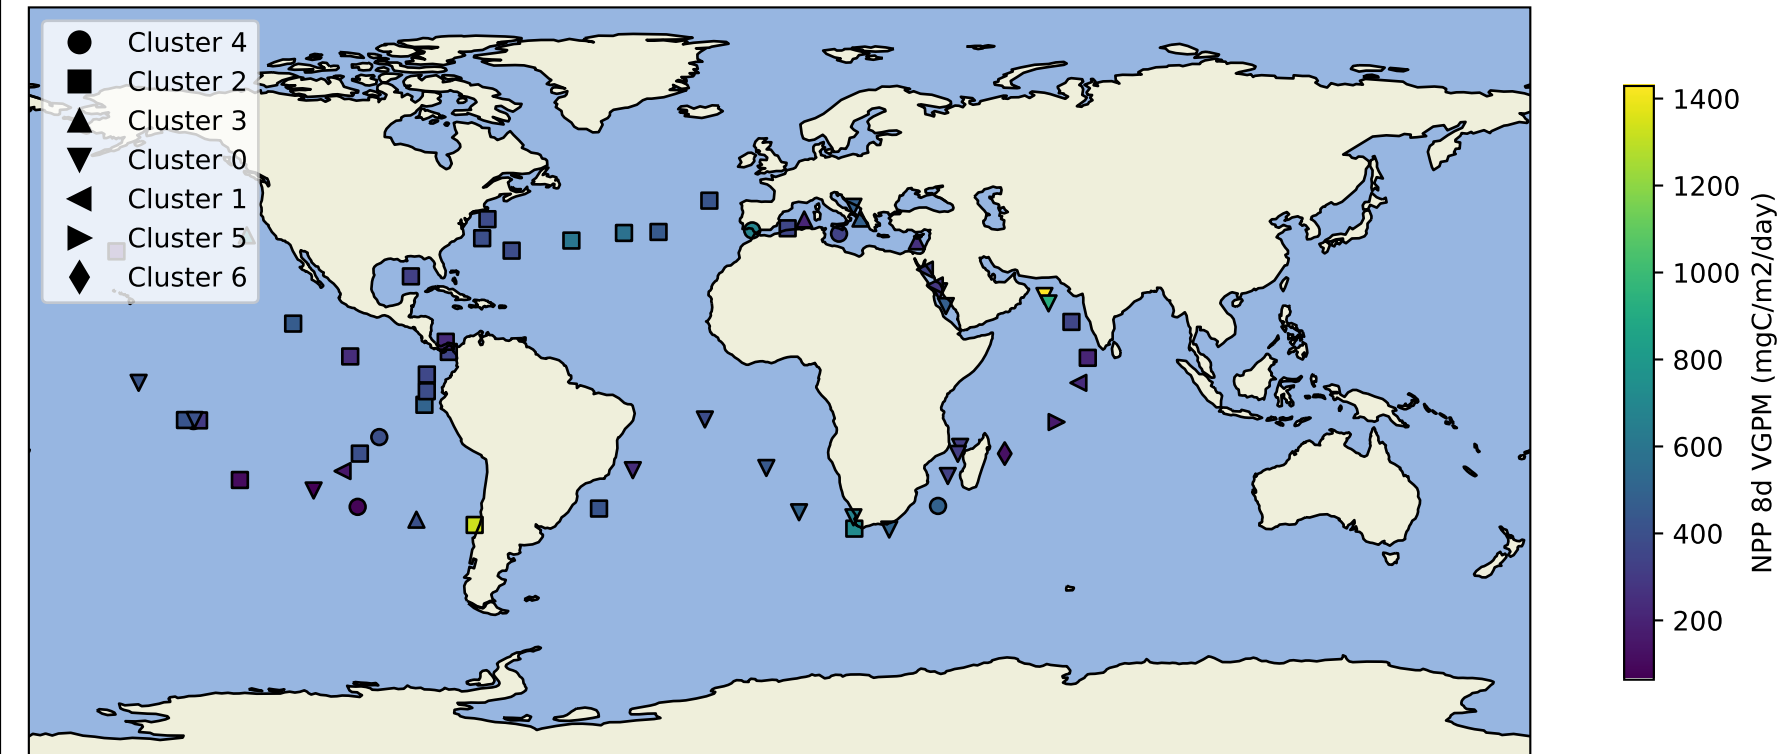 Cluster 4
Cluster 2
Cluster 3
Cluster 0
Cluster 1
Cluster 5
Cluster 6
1400
1200
1000
800
600
400
200
NPP 8d VGPM (mgC/m2/day)